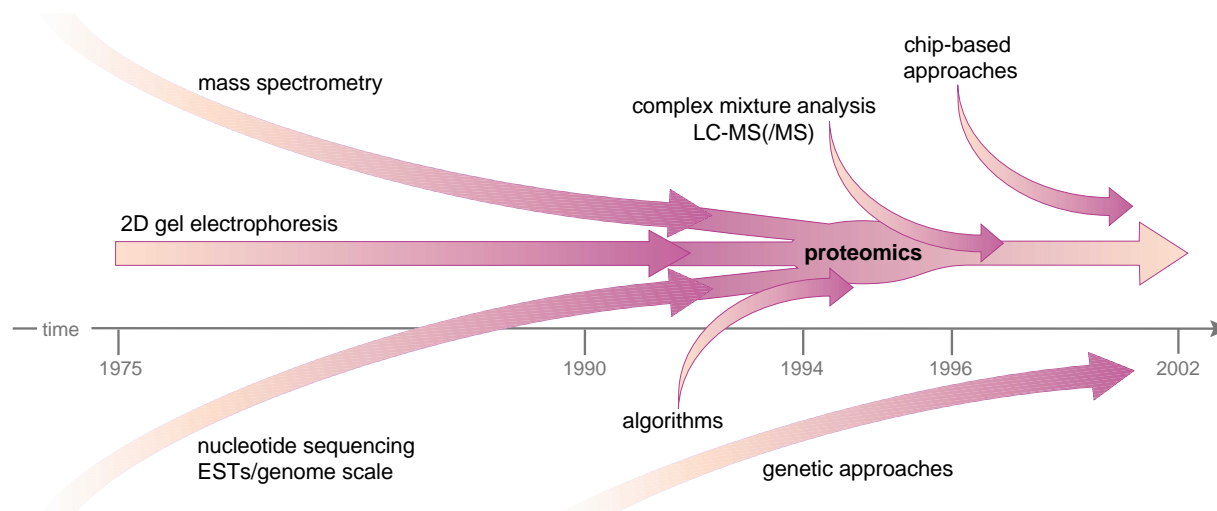 chip-based
approaches
mass spectrometry
complex mixture analysis
LC-MS(/MS)
2D gel electrophoresis
proteomics
time
1975
1990
1994
1996
2002
algorithms
nucleotide sequencing
ESTs/genome scale
genetic approaches